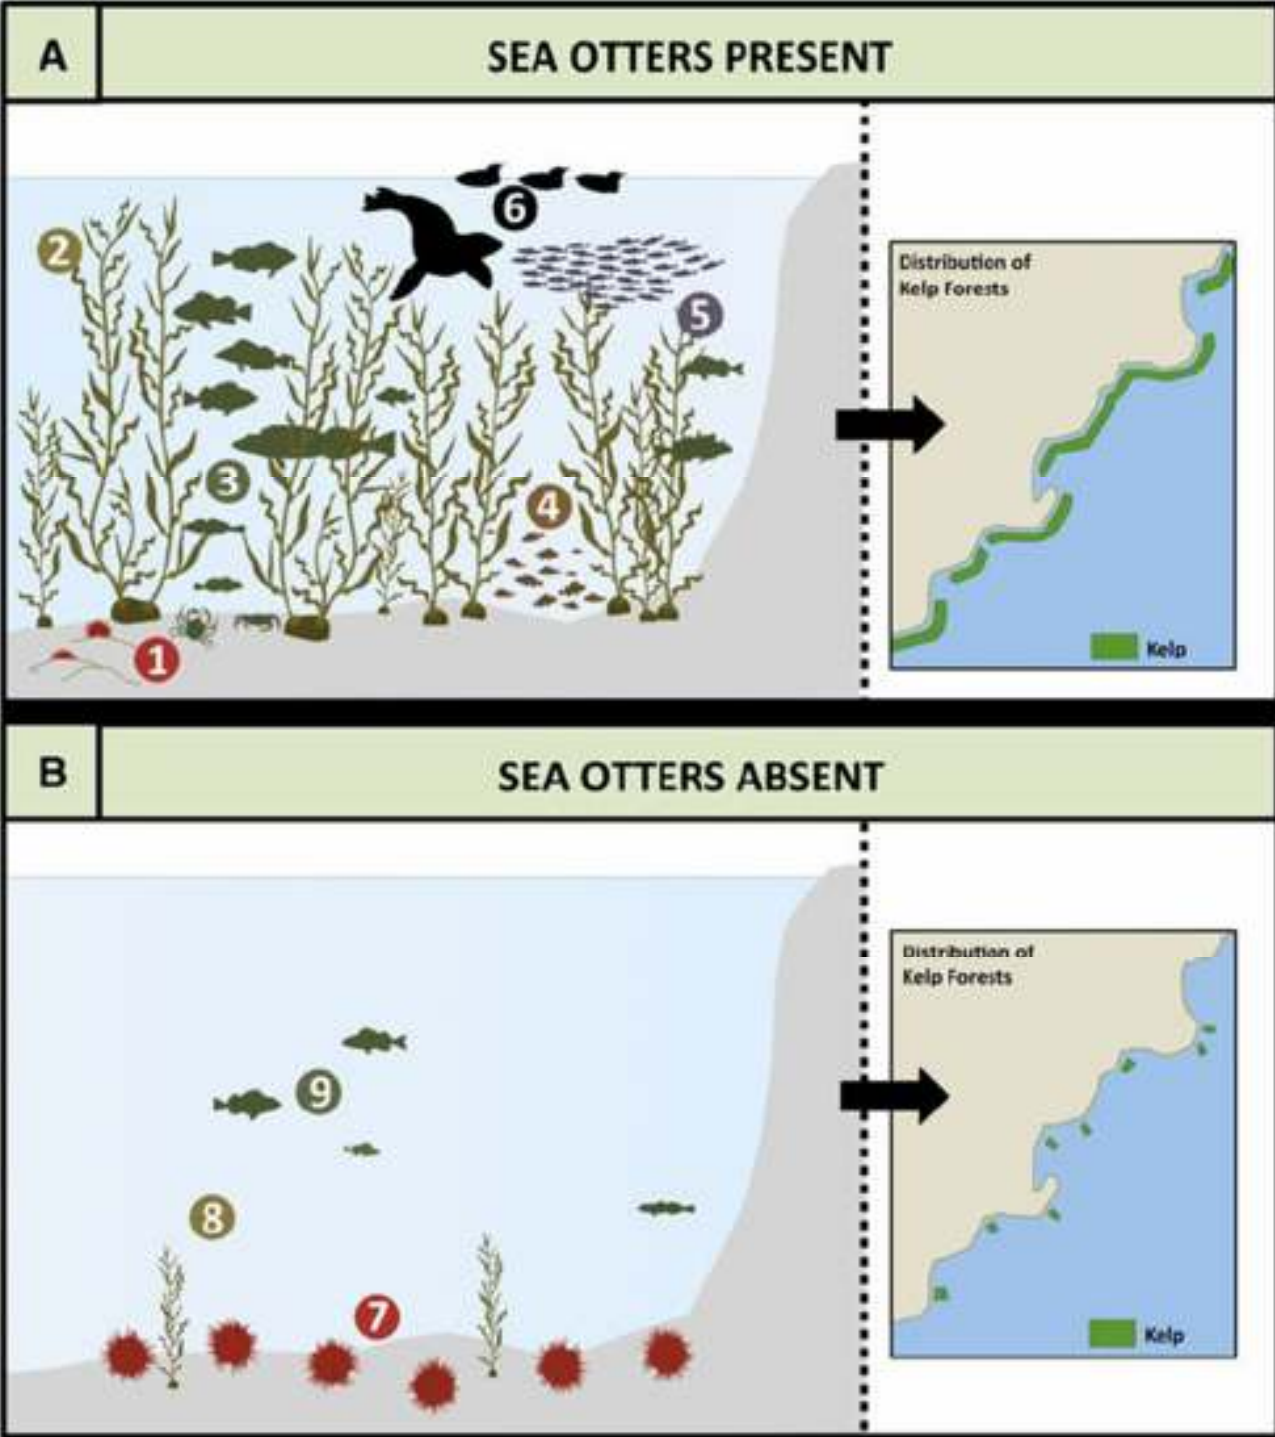 A
SEA OTTERS PRESENT
2
6
5
3
4
1
Distribution of
Kelp Forests
Kelp
B
SEA OTTERS ABSENT
9
8
7
Distribution of
Kelp Forests
Kelp